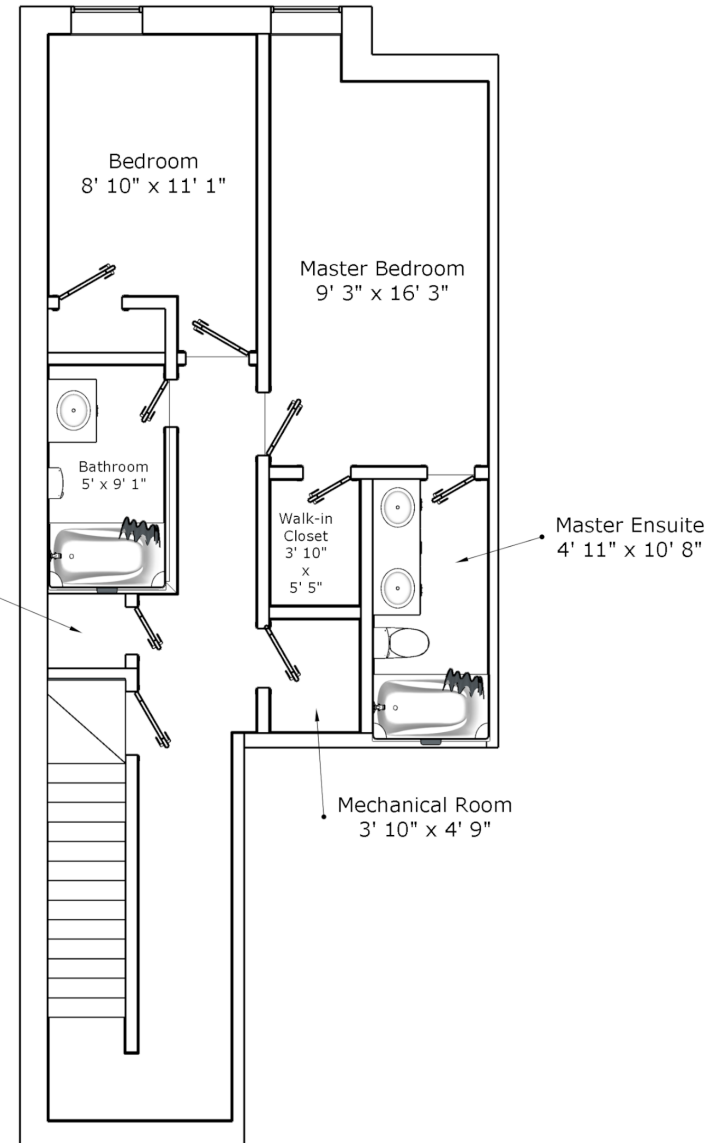 Bedroom
8' 10" x 11' 1"
Master Bedroom
9' 3" x 16' 3"
Bathroom
5' x 9' 1"
Walk-in
Closet
3' 10"
x
5' 5"
Master Ensuite
4' 11" x 10' 8"
Mechanical Room
3' 10" x 4' 9"